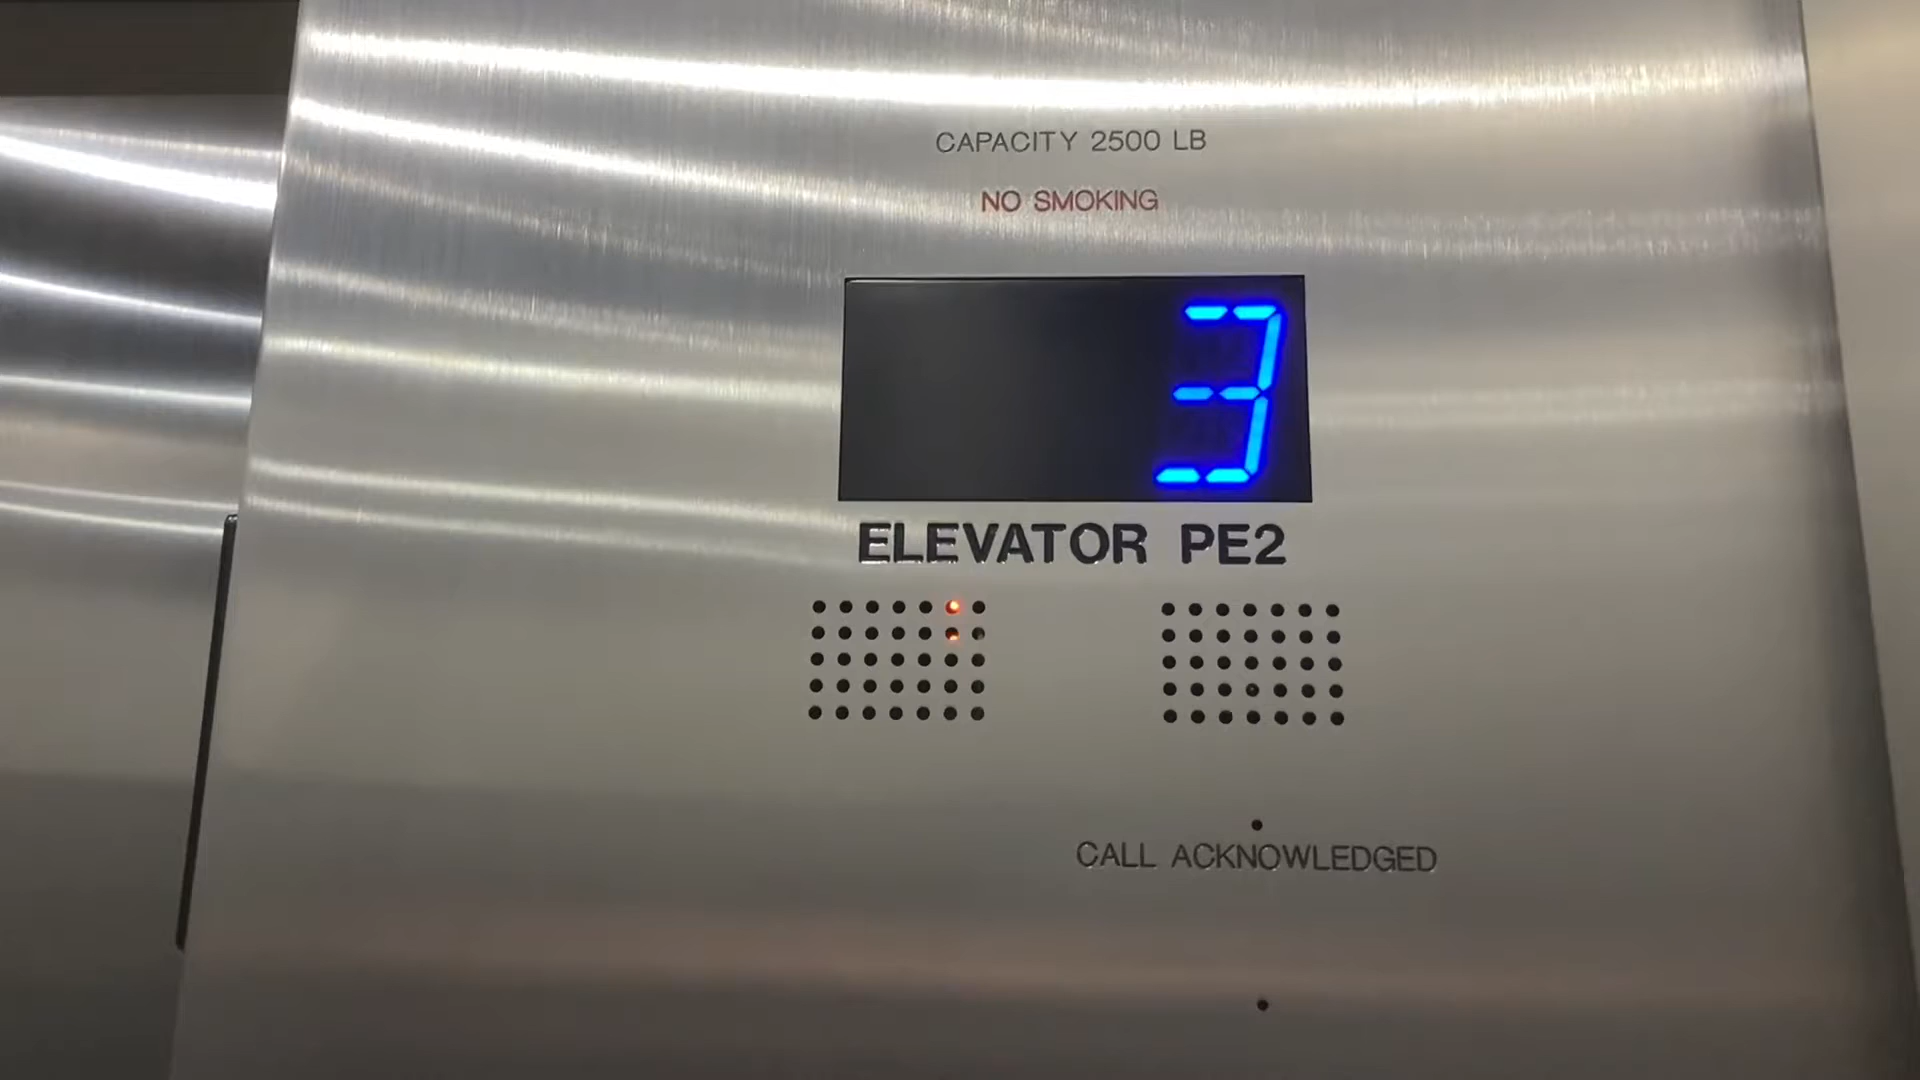 CAPACITY 2500 LB
NO SMOKING
3
ELEVATOR PE2
CALL ACKNOWLEDGED